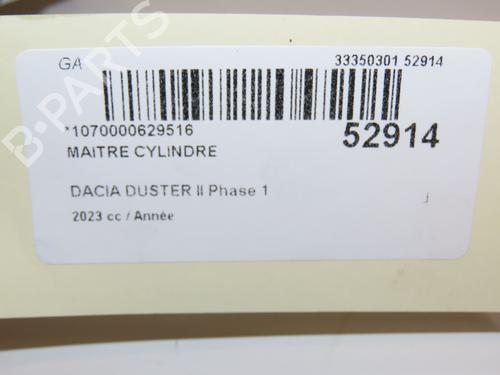 GA 33350301 52914
*1070000629516 52914
MAITRE CYLINDRE
DACIA DUSTER II Phase 1
2023 cc / Année
B-PARTS